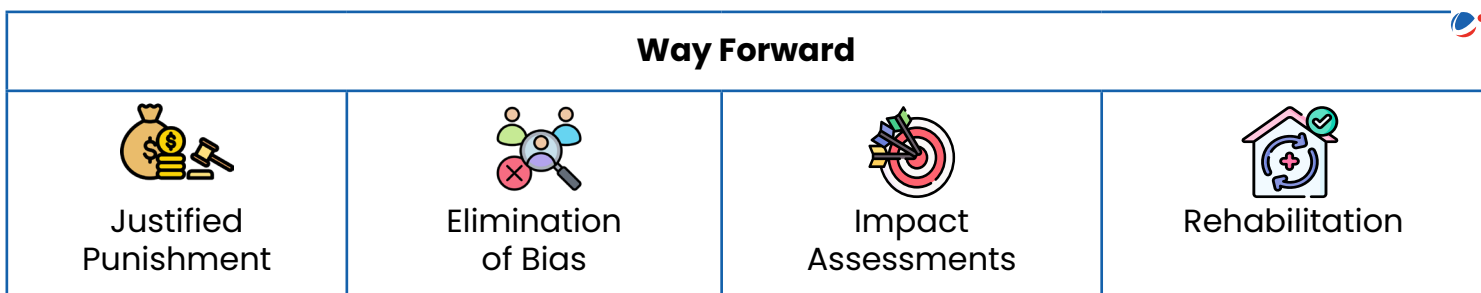 Way Forward
Justified
Punishment
Elimination
of Bias
Impact
Assessments
Rehabilitation